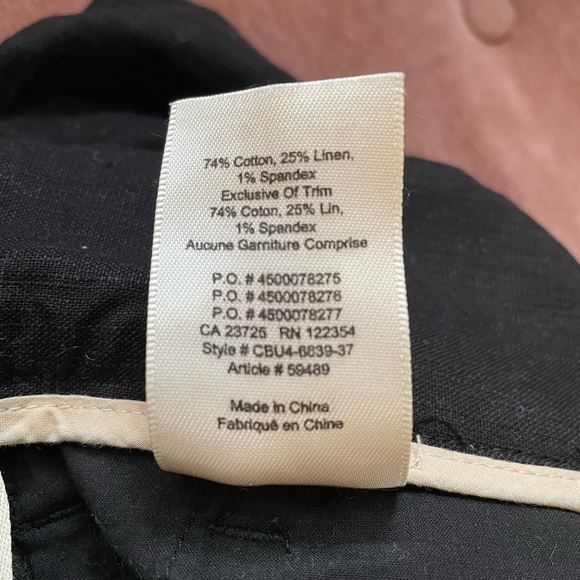 74% Cotton, 25% Linen,
1% Spandex
Exclusive Of Trim
74% Coton, 25% Lin,
1% Spandex
Aucune Garniture Comprise
P.O. # 4500078275
P.O. # 4500078276
P.O. # 4500078277
CA 23725 RN 122354
Style # CBU4-6639-37
Article # 59489
Made in China
Fabriqué en Chine